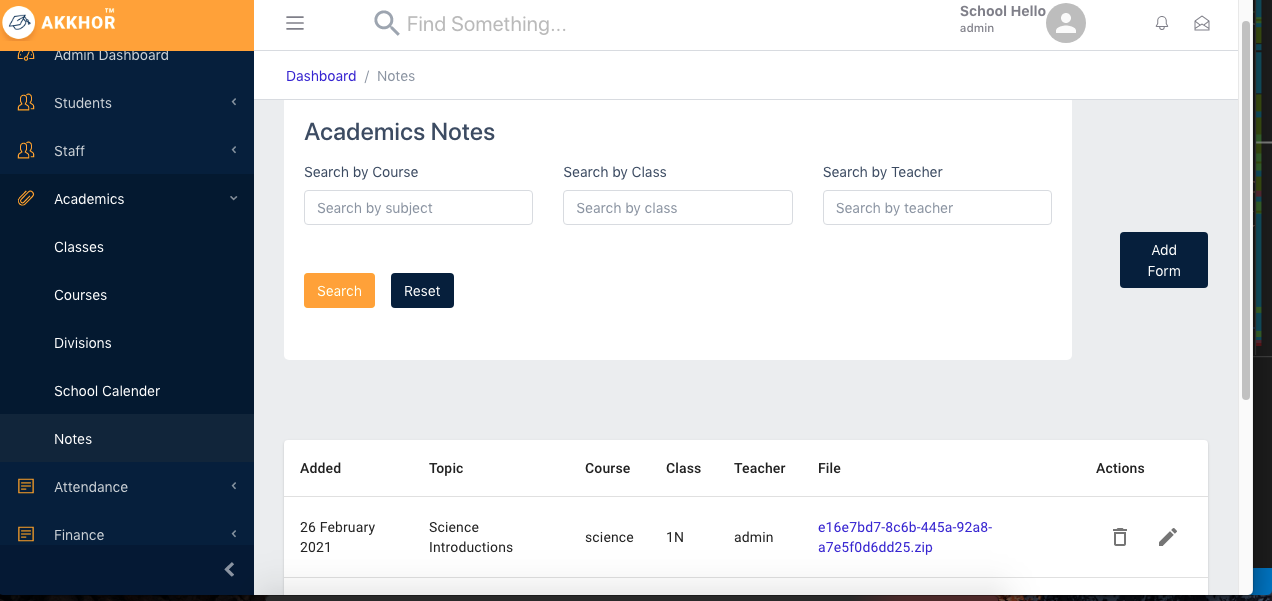 AKKHOR™
Find Something...
School Hello
admin
Admin Dashboard
Students
Staff
Academics
Classes
Courses
Divisions
School Calender
Notes
Attendance
Finance
Dashboard / Notes
Academics Notes
Search by Course
Search by Class
Search by Teacher
Search by subject
Search by class
Search by teacher
Search
Reset
Add
Form
Added
Topic
Course
Class
Teacher
File
Actions
26 February
2021
Science
Introductions
science
1N
admin
e16e7bd7-8c6b-445a-92a8-
a7e5f0d6dd25.zip